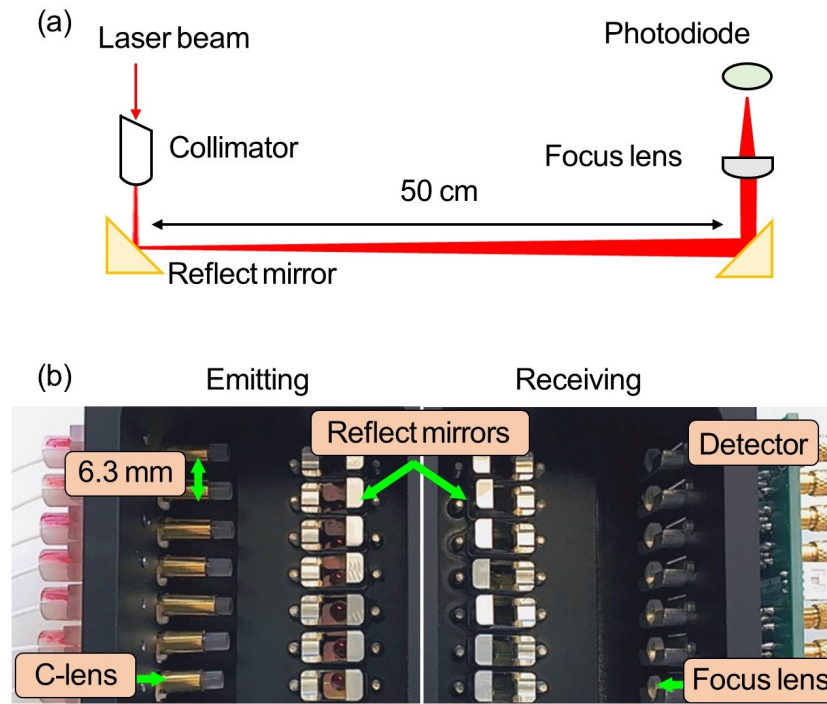 (a)
Laser beam
Photodiode
Collimator
Focus lens
50 cm
Reflect mirror
(b)
Emitting
Receiving
Reflect mirrors
Detector
6.3 mm
C-lens
Focus lens